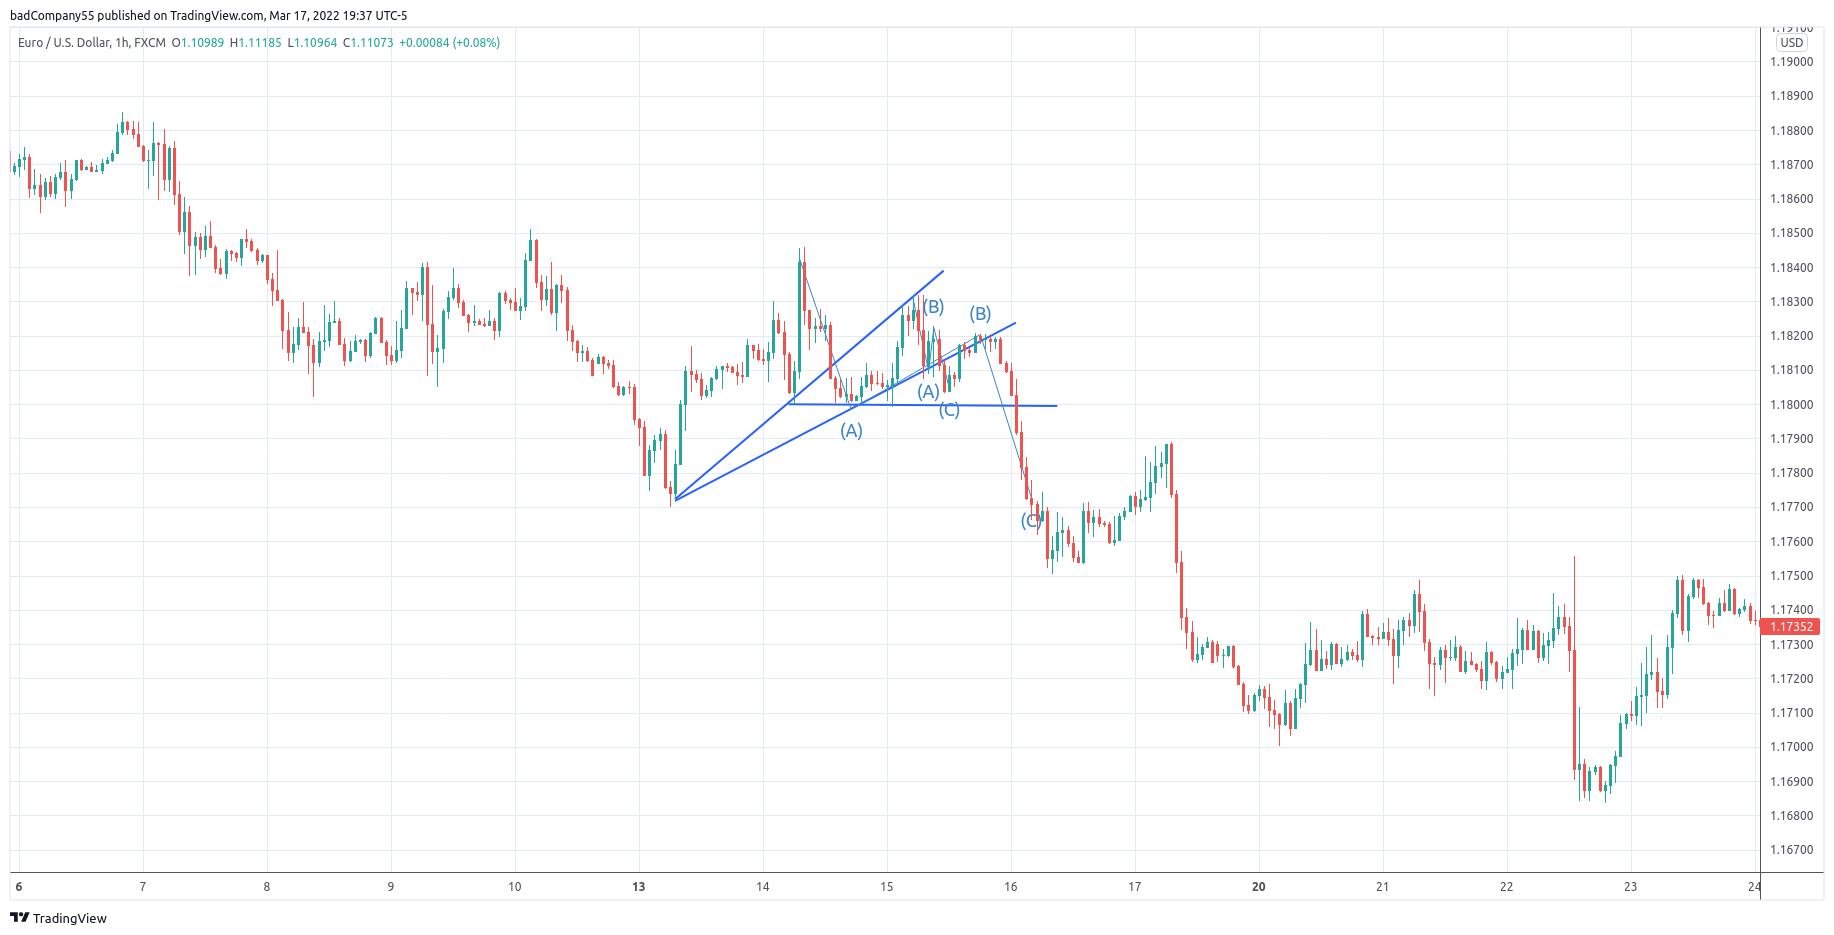 badCompany55 published on TradingView.com, Mar 17, 2022 19:37 UTC-5
Euro / U.S. Dollar, 1h, FXCM O1.10989 H1.11185 L1.10964 C1.11073 +0.00084 (+0.08%)
1.19100
USD
1.19000
1.18900
1.18800
1.18700
1.18600
1.18500
1.18400
1.18300
1.18200
1.18100
1.18000
1.17900
1.17800
1.17700
1.17600
1.17500
1.17400
1.17352
1.17300
1.17200
1.17100
1.17000
1.16900
1.16800
1.16700
(B)
(B)
(A)
(C)
(A)
(C)
6 7 8 9 10 13 14 15 16 17 20 21 22 23 24
TradingView